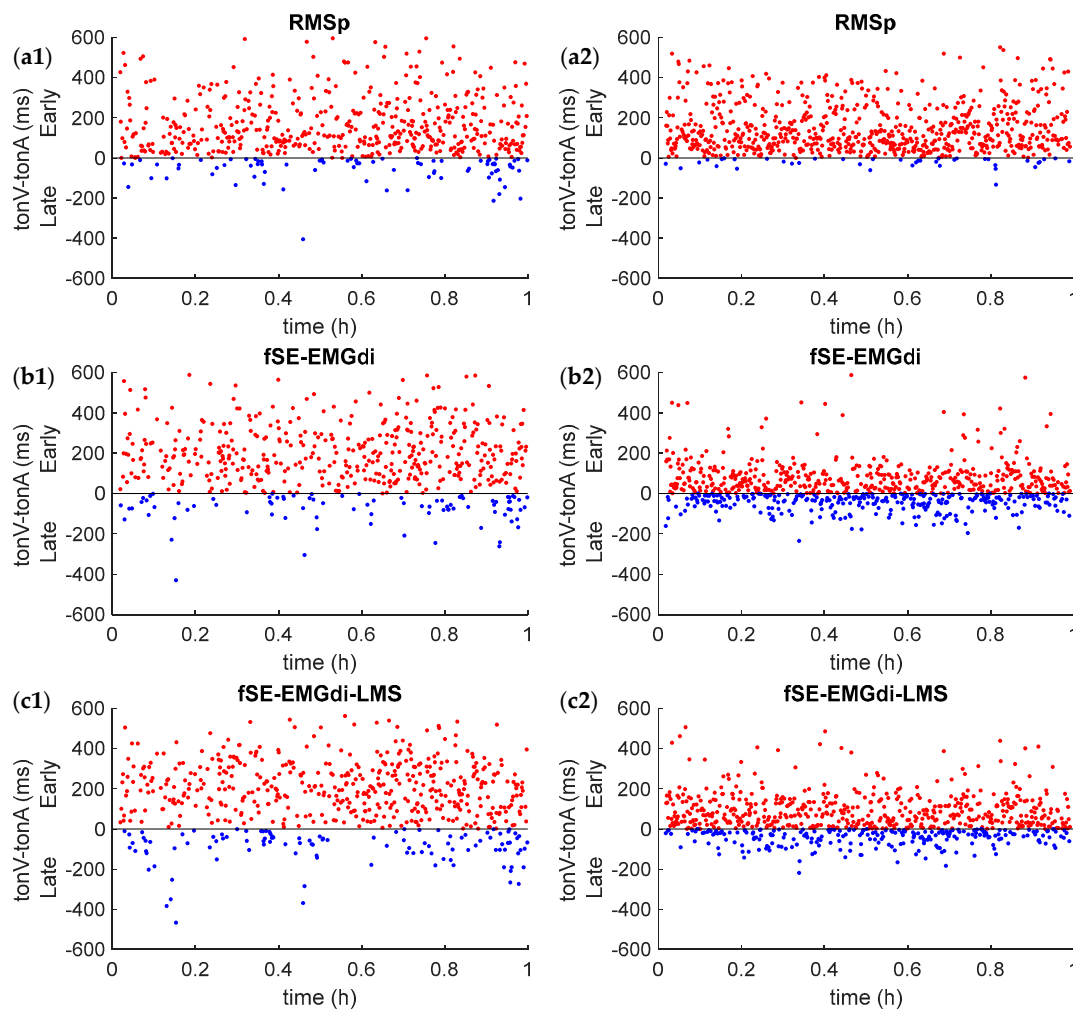 RMSp
(a1)
600
400
200
0
-200
-400
-600
tonV-tonA (ms)
Late Early
0 0.2 0.4 0.6 0.8 1
time (h)
RMSp
(a2)
600
400
200
0
-200
-400
-600
tonV-tonA (ms)
Late Early
0 0.2 0.4 0.6 0.8 1
time (h)
fSE-EMGdi
(b1)
600
400
200
0
-200
-400
-600
tonV-tonA (ms)
Late Early
0 0.2 0.4 0.6 0.8 1
time (h)
fSE-EMGdi
(b2)
600
400
200
0
-200
-400
-600
tonV-tonA (ms)
Late Early
0 0.2 0.4 0.6 0.8 1
time (h)
fSE-EMGdi-LMS
(c1)
600
400
200
0
-200
-400
-600
tonV-tonA (ms)
Late Early
0 0.2 0.4 0.6 0.8 1
time (h)
fSE-EMGdi-LMS
(c2)
600
400
200
0
-200
-400
-600
tonV-tonA (ms)
Late Early
0 0.2 0.4 0.6 0.8 1
time (h)